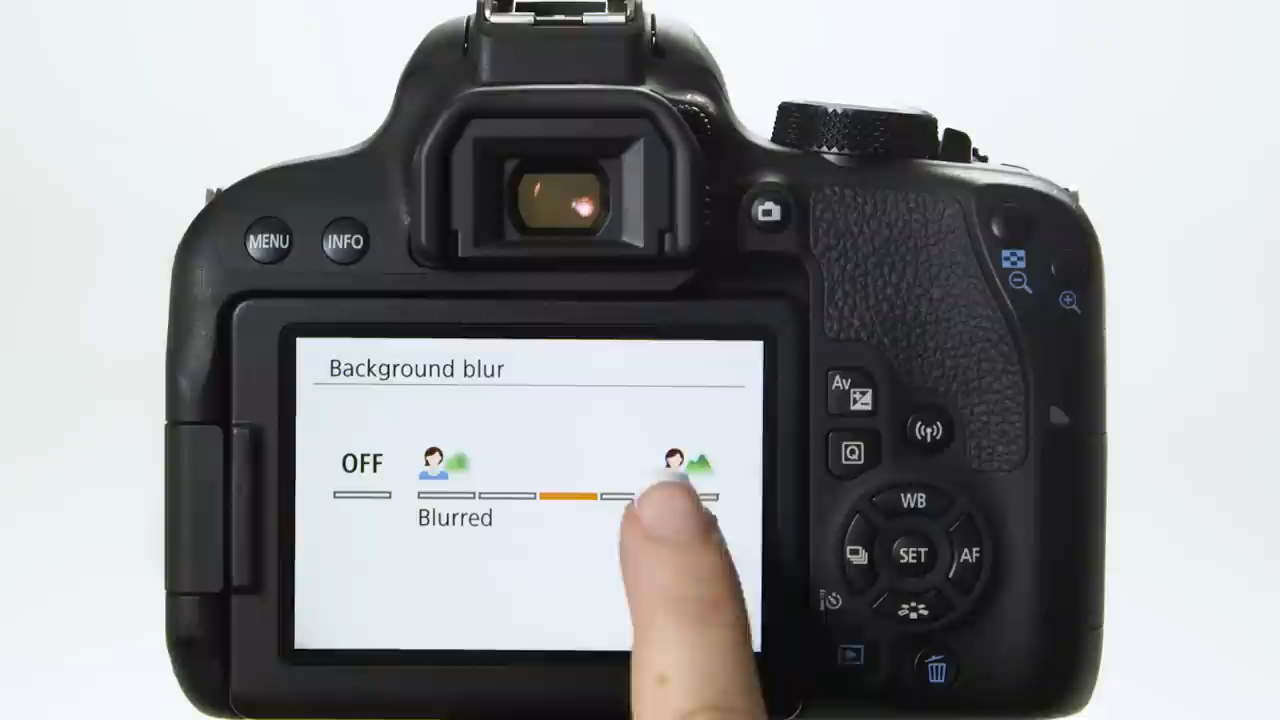 MENU
INFO
Background blur
OFF
Blurred
Av
Q
WB
SET
AF